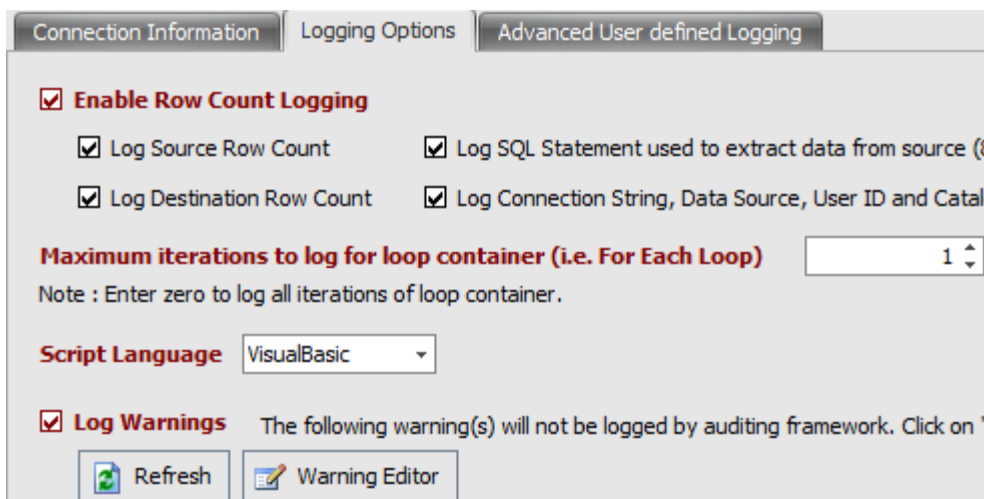 Connection Information Logging Options Advanced User defined Logging
Enable Row Count Logging
Log Source Row Count Log SQL Statement used to extract data from source (
Log Destination Row Count Log Connection String, Data Source, User ID and Catal
Maximum iterations to log for loop container (i.e. For Each Loop) 1
Note : Enter zero to log all iterations of loop container.
Script Language VisualBasic
Log Warnings The following warning(s) will not be logged by auditing framework. Click on "
Refresh Warning Editor